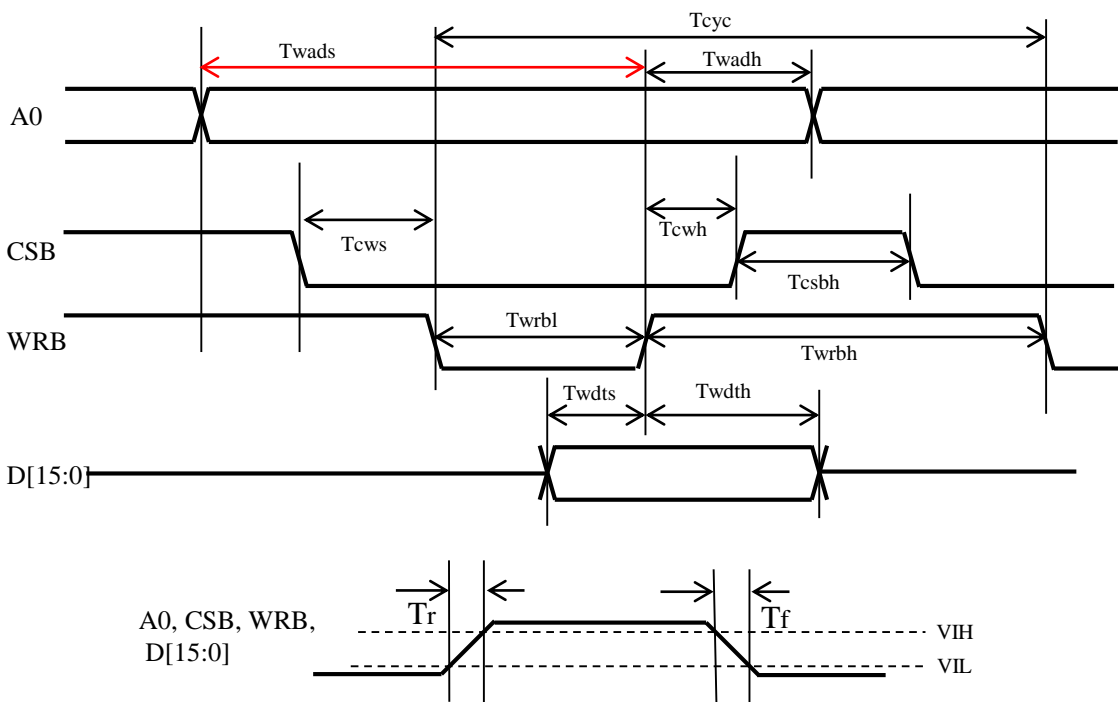 Tcyc
Twads
Twadh
A0
Tcws
Tcwh
CSB
Tcsbh
Twrbl
WRB
Twrbh
Twdts
Twdth
D[15:0]
Tr
Tf
A0, CSB, WRB,
D[15:0]
VIH
VIL